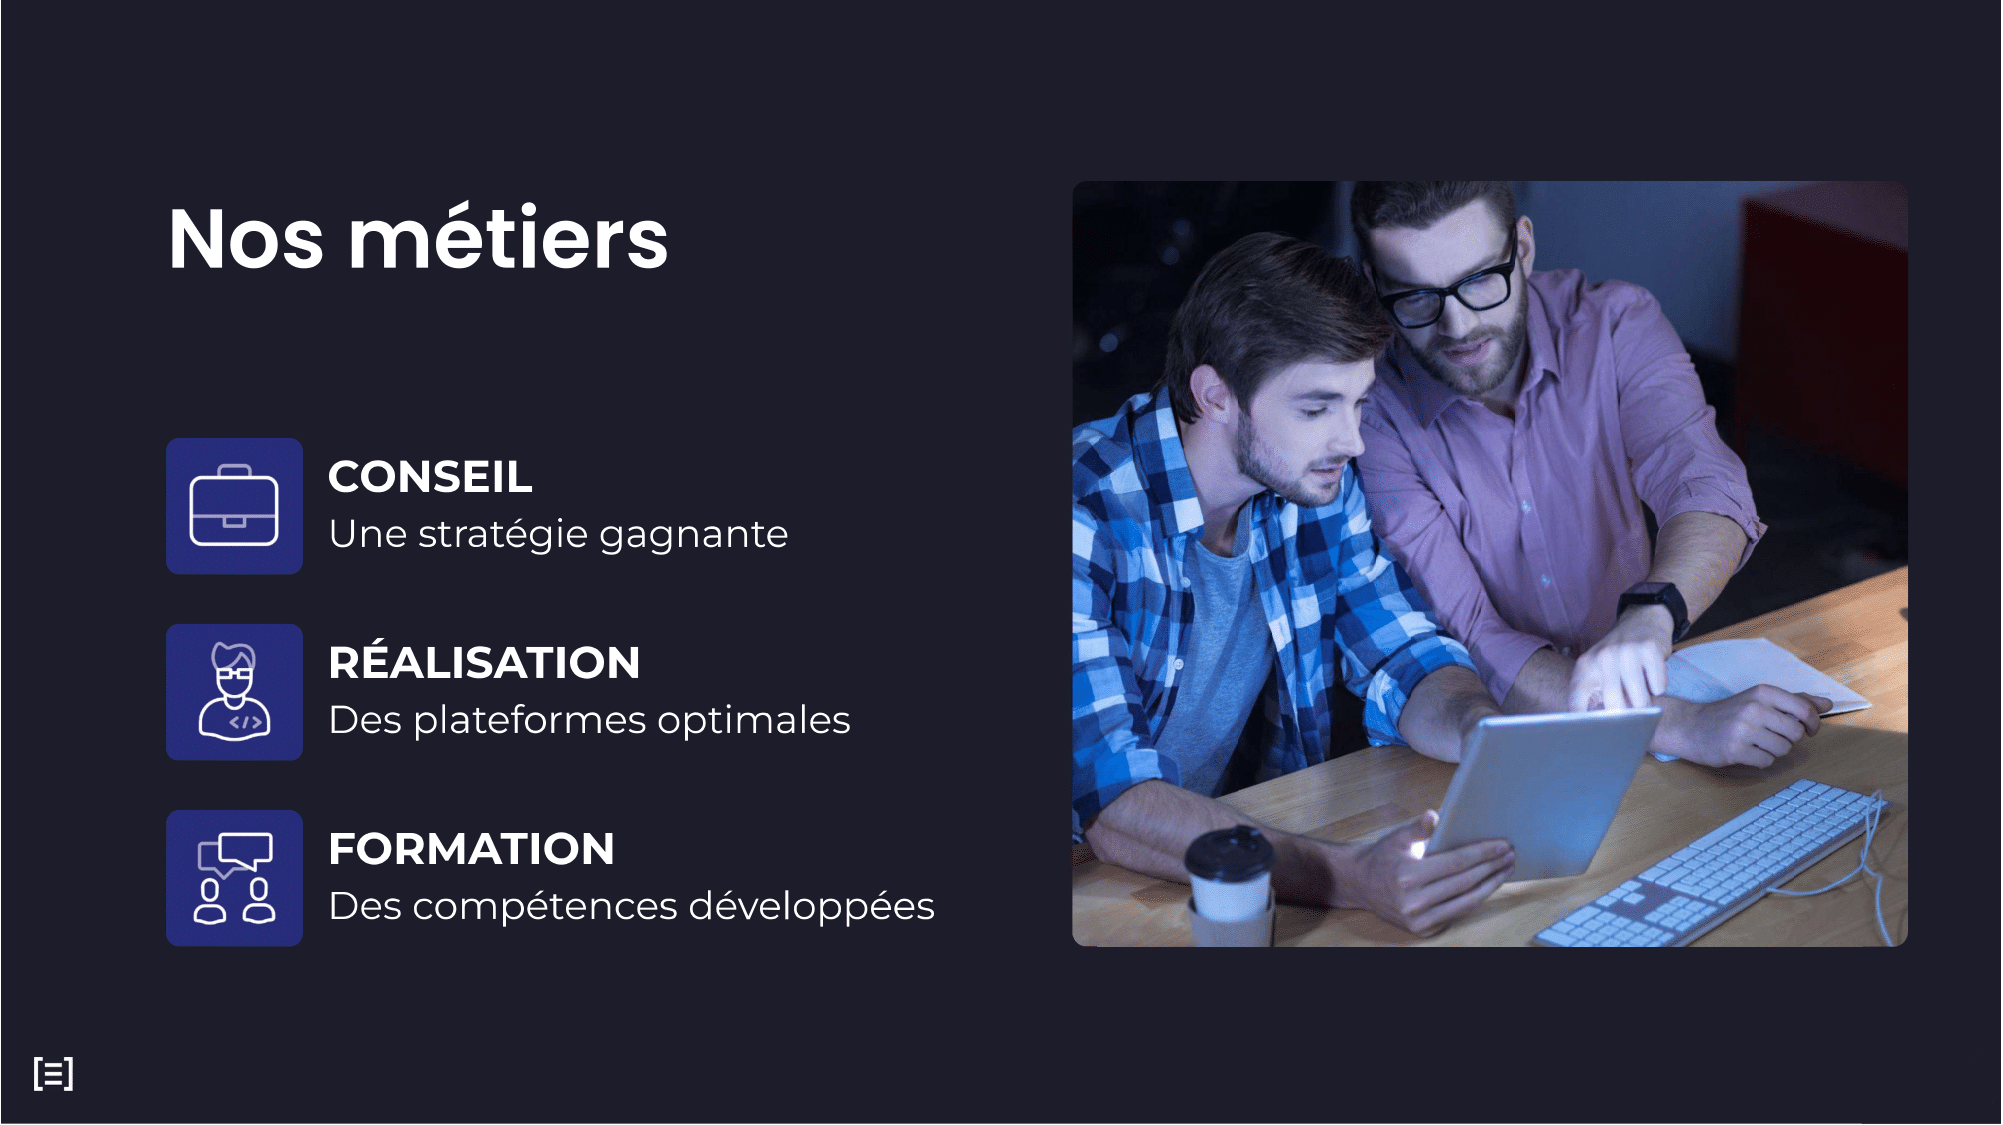 Nos métiers
CONSEIL
Une stratégie gagnante
RÉALISATION
Des plateformes optimales
</>
FORMATION
Des compétences développées
[E]